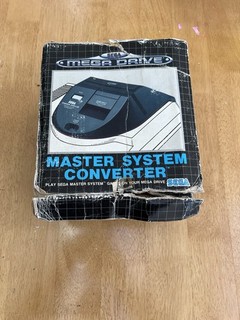 MEGA DRIVE
MASTER SYSTEM
CONVERTER
PLAY SEGA MASTER SYSTEM GAMES ON YOUR MEGA DRIVE SEGA